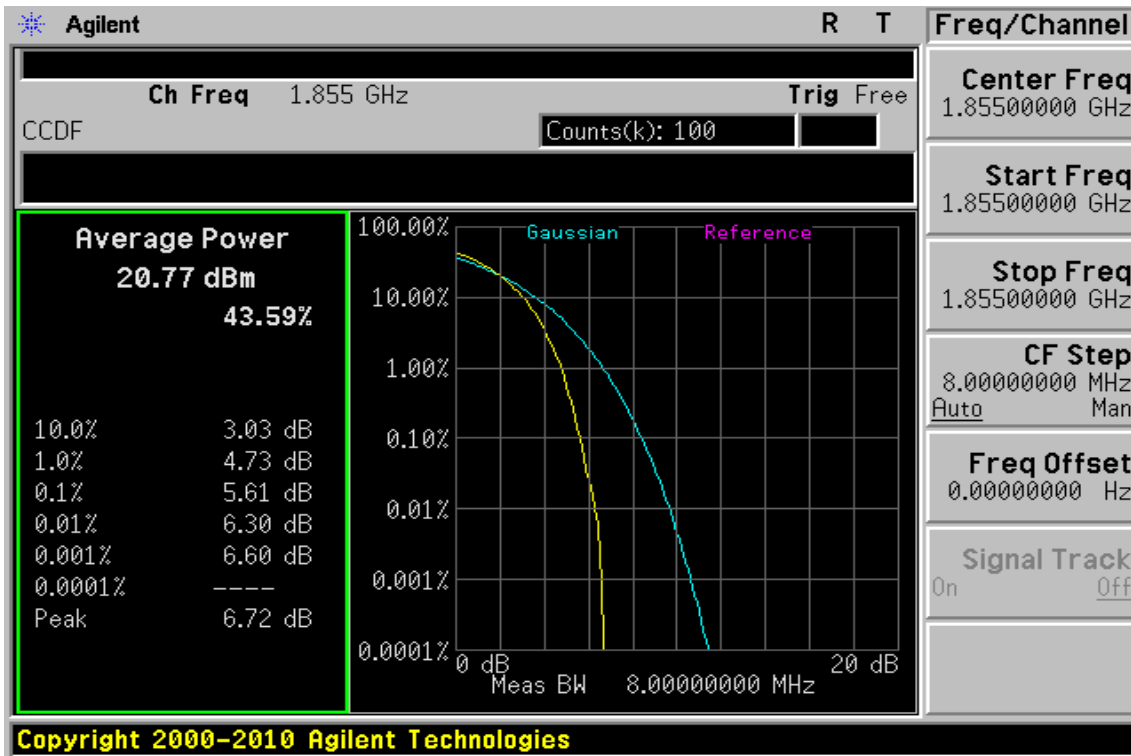 Agilent R T
Ch Freq 1.855 GHz Trig Free
CCDF Counts(k): 100
Average Power
20.77 dBm
43.59%
10.0% 3.03 dB
1.0% 4.73 dB
0.1% 5.61 dB
0.01% 6.30 dB
0.001% 6.60 dB
0.0001% ----
Peak 6.72 dB
Gaussian Reference
100.00%
10.00%
1.00%
0.10%
0.01%
0.001%
0.0001%
0 dB 20 dB
Meas BW 8.00000000 MHz
Freq/Channel
Center Freq
1.85500000 GHz
Start Freq
1.85500000 GHz
Stop Freq
1.85500000 GHz
CF Step
8.00000000 MHz
Auto Man
Freq Offset
0.00000000 Hz
Signal Track
On Off
Copyright 2000-2010 Agilent Technologies